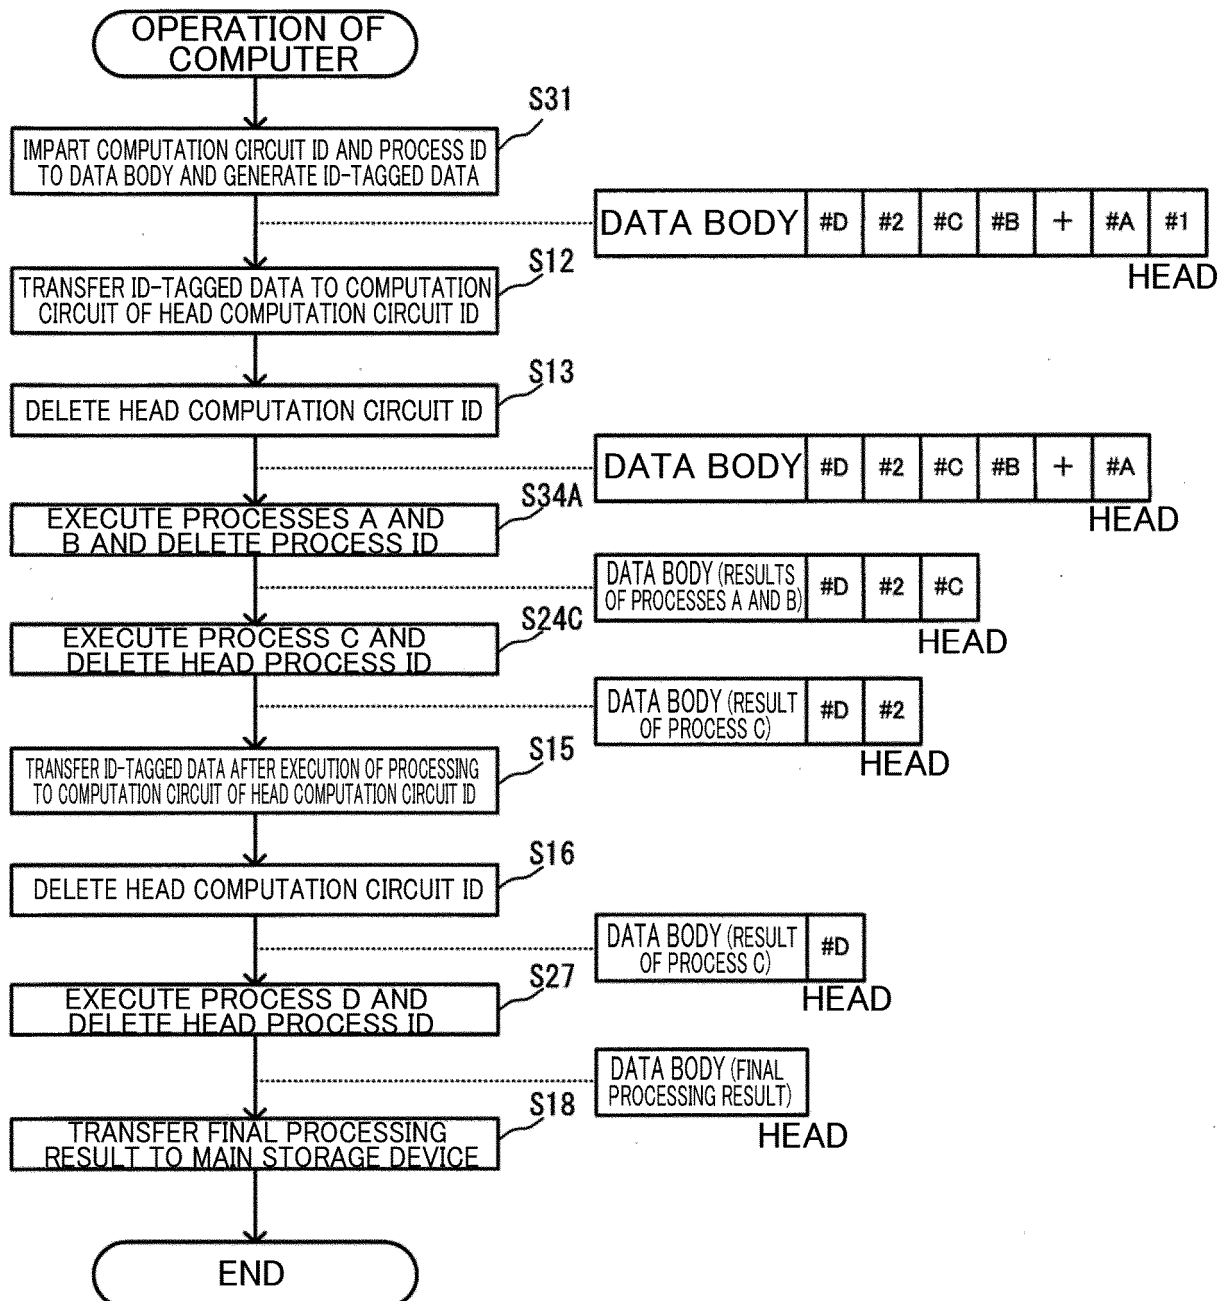 OPERATION OF
COMPUTER
S31
IMPART COMPUTATION CIRCUIT ID AND PROCESS ID
TO DATA BODY AND GENERATE ID-TAGGED DATA
DATA BODY #D #2 #C #B + #A #1
HEAD
S12
TRANSFER ID-TAGGED DATA TO COMPUTATION
CIRCUIT OF HEAD COMPUTATION CIRCUIT ID
S13
DELETE HEAD COMPUTATION CIRCUIT ID
DATA BODY #D #2 #C #B + #A
HEAD
S34A
EXECUTE PROCESSES A AND
B AND DELETE PROCESS ID
DATA BODY (RESULTS
OF PROCESSES A AND B)
#D #2 #C
HEAD
S24C
EXECUTE PROCESS C AND
DELETE HEAD PROCESS ID
DATA BODY (RESULT
OF PROCESS C)
#D #2
HEAD
S15
TRANSFER ID-TAGGED DATA AFTER EXECUTION OF PROCESSING
TO COMPUTATION CIRCUIT OF HEAD COMPUTATION CIRCUIT ID
S16
DELETE HEAD COMPUTATION CIRCUIT ID
DATA BODY (RESULT
OF PROCESS C)
#D
HEAD
S27
EXECUTE PROCESS D AND
DELETE HEAD PROCESS ID
DATA BODY (FINAL
PROCESSING RESULT)
HEAD
S18
TRANSFER FINAL PROCESSING
RESULT TO MAIN STORAGE DEVICE
END